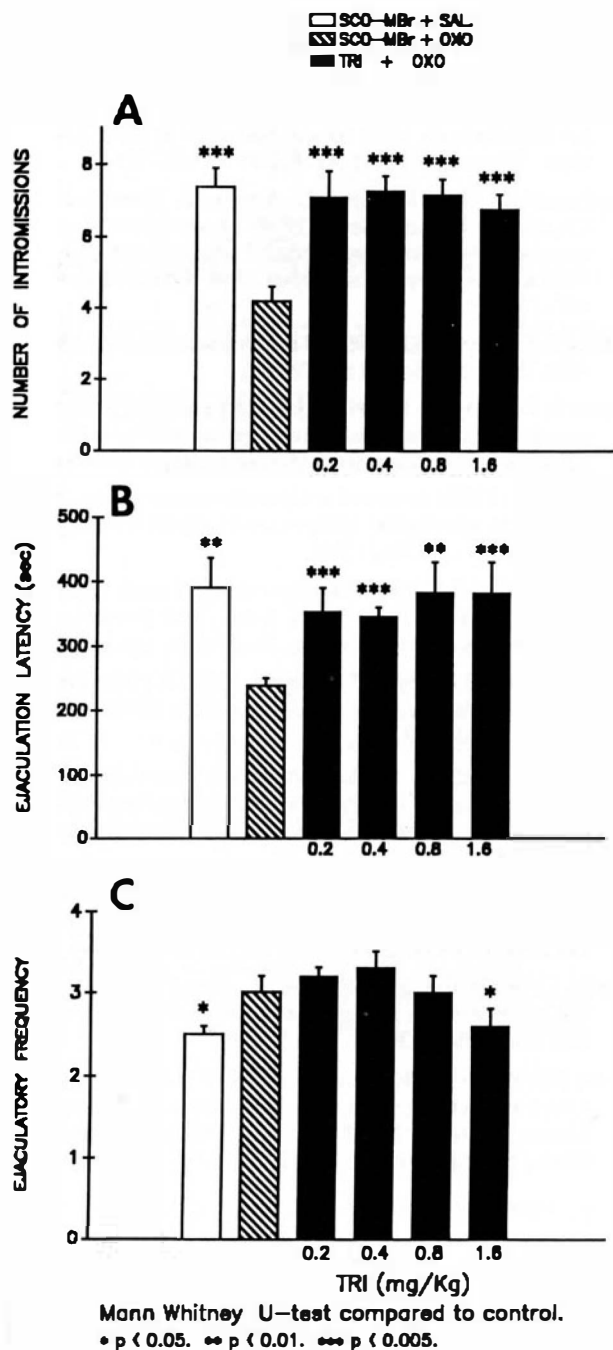 SCO-MBr + SAL.
SCO-MBr + OXO
TRI + OXO
A
NUMBER OF INTROMISSIONS
8
6
4
2
0
*** *** *** *** ***
0.2 0.4 0.8 1.6
B
EJACULATION LATENCY (sec)
500
400
300
200
100
0
** *** *** ** ***
0.2 0.4 0.8 1.6
C
EJACULATORY FREQUENCY
4
3
2
1
0
* *
0.2 0.4 0.8 1.6
TRI (mg/Kg)
Mann Whitney U-test compared to control.
* p < 0.05. ** p < 0.01. *** p < 0.005.